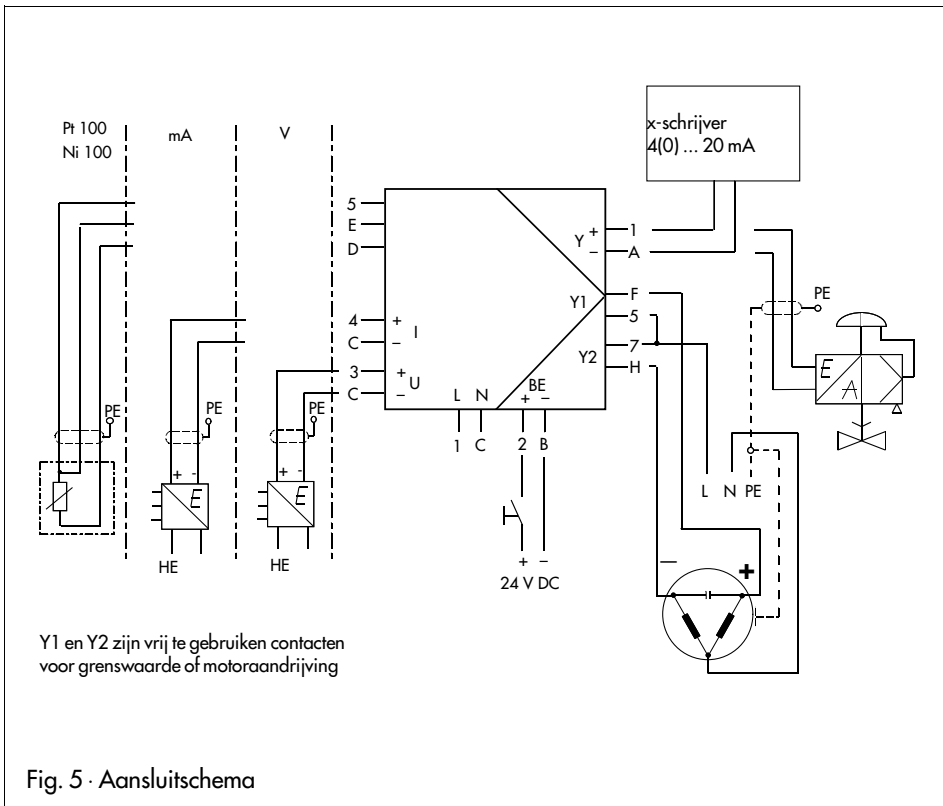 Pt 100
Ni 100
mA
V
x-schrijver
4(0) ... 20 mA
5
E
D
4 + I
C –
3 + U
C –
L N
1 C
BE
+ –
2 B
+ –
24 V DC
Y + 1
– A
Y1 F
5
Y2 7
H
PE
PE
PE
PE
+ -
E
HE
+ -
E
HE
E
A
L N PE
– +
Y1 en Y2 zijn vrij te gebruiken contacten
voor grenswaarde of motoraandrijving
Fig. 5 · Aansluitschema